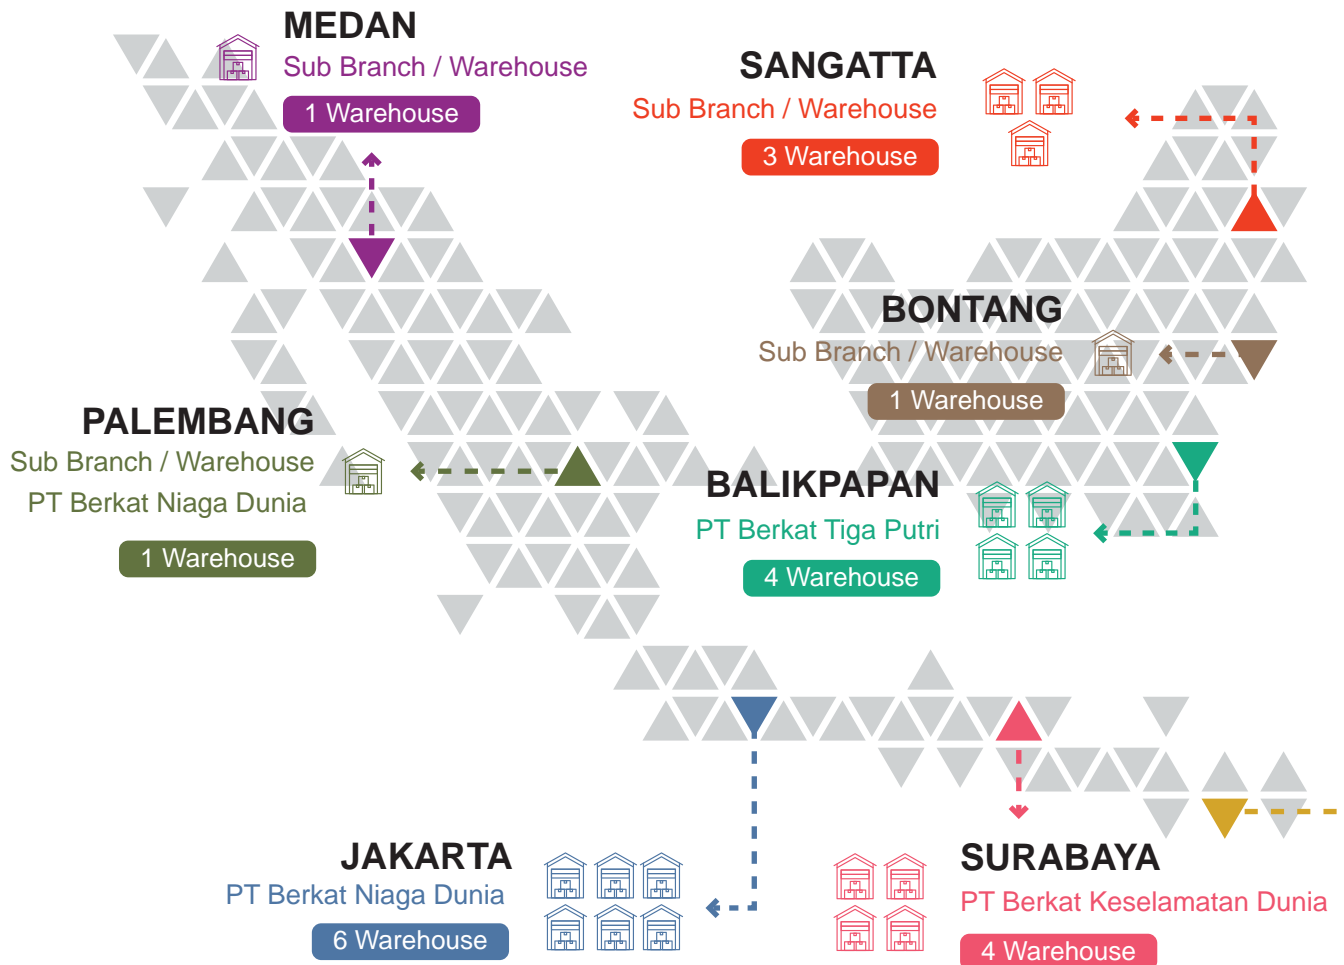 MEDAN
Sub Branch / Warehouse
1 Warehouse
SANGATTA
Sub Branch / Warehouse
3 Warehouse
BONTANG
Sub Branch / Warehouse
1 Warehouse
PALEMBANG
Sub Branch / Warehouse
PT Berkat Niaga Dunia
1 Warehouse
BALIKPAPAN
PT Berkat Tiga Putri
4 Warehouse
JAKARTA
PT Berkat Niaga Dunia
6 Warehouse
SURABAYA
PT Berkat Keselamatan Dunia
4 Warehouse